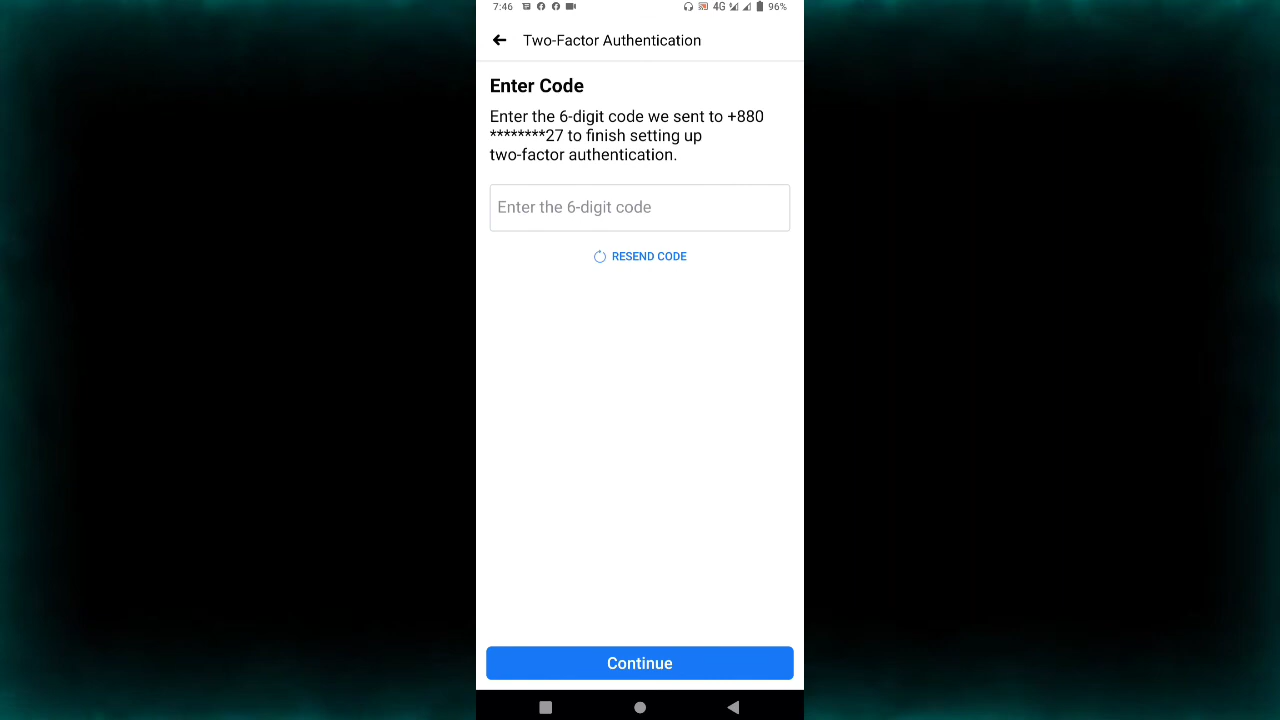 7:46 4G 96%
Two-Factor Authentication
Enter Code
Enter the 6-digit code we sent to +880
********27 to finish setting up
two-factor authentication.
Enter the 6-digit code
RESEND CODE
Continue